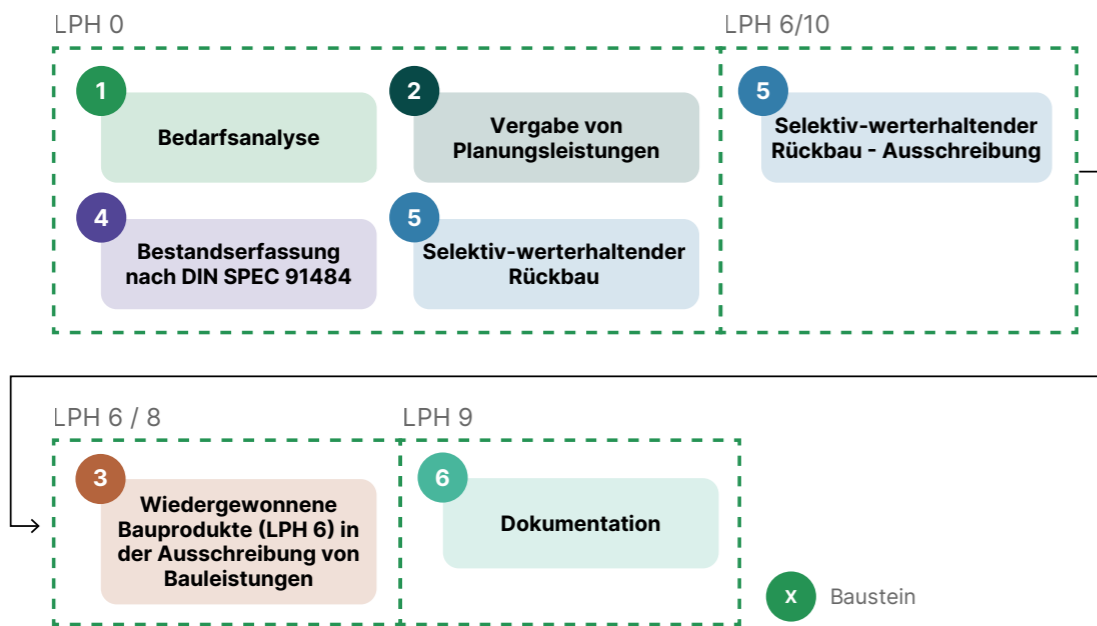 LPH 0
LPH 6/10
1
Bedarfsanalyse
2
Vergabe von
Planungsleistungen
5
Selektiv-werterhaltender
Rückbau - Ausschreibung
4
Bestandserfassung
nach DIN SPEC 91484
5
Selektiv-werterhaltender
Rückbau
LPH 6 / 8
LPH 9
3
Wiedergewonnene
Bauprodukte (LPH 6) in
der Ausschreibung von
Bauleistungen
6
Dokumentation
X
Baustein